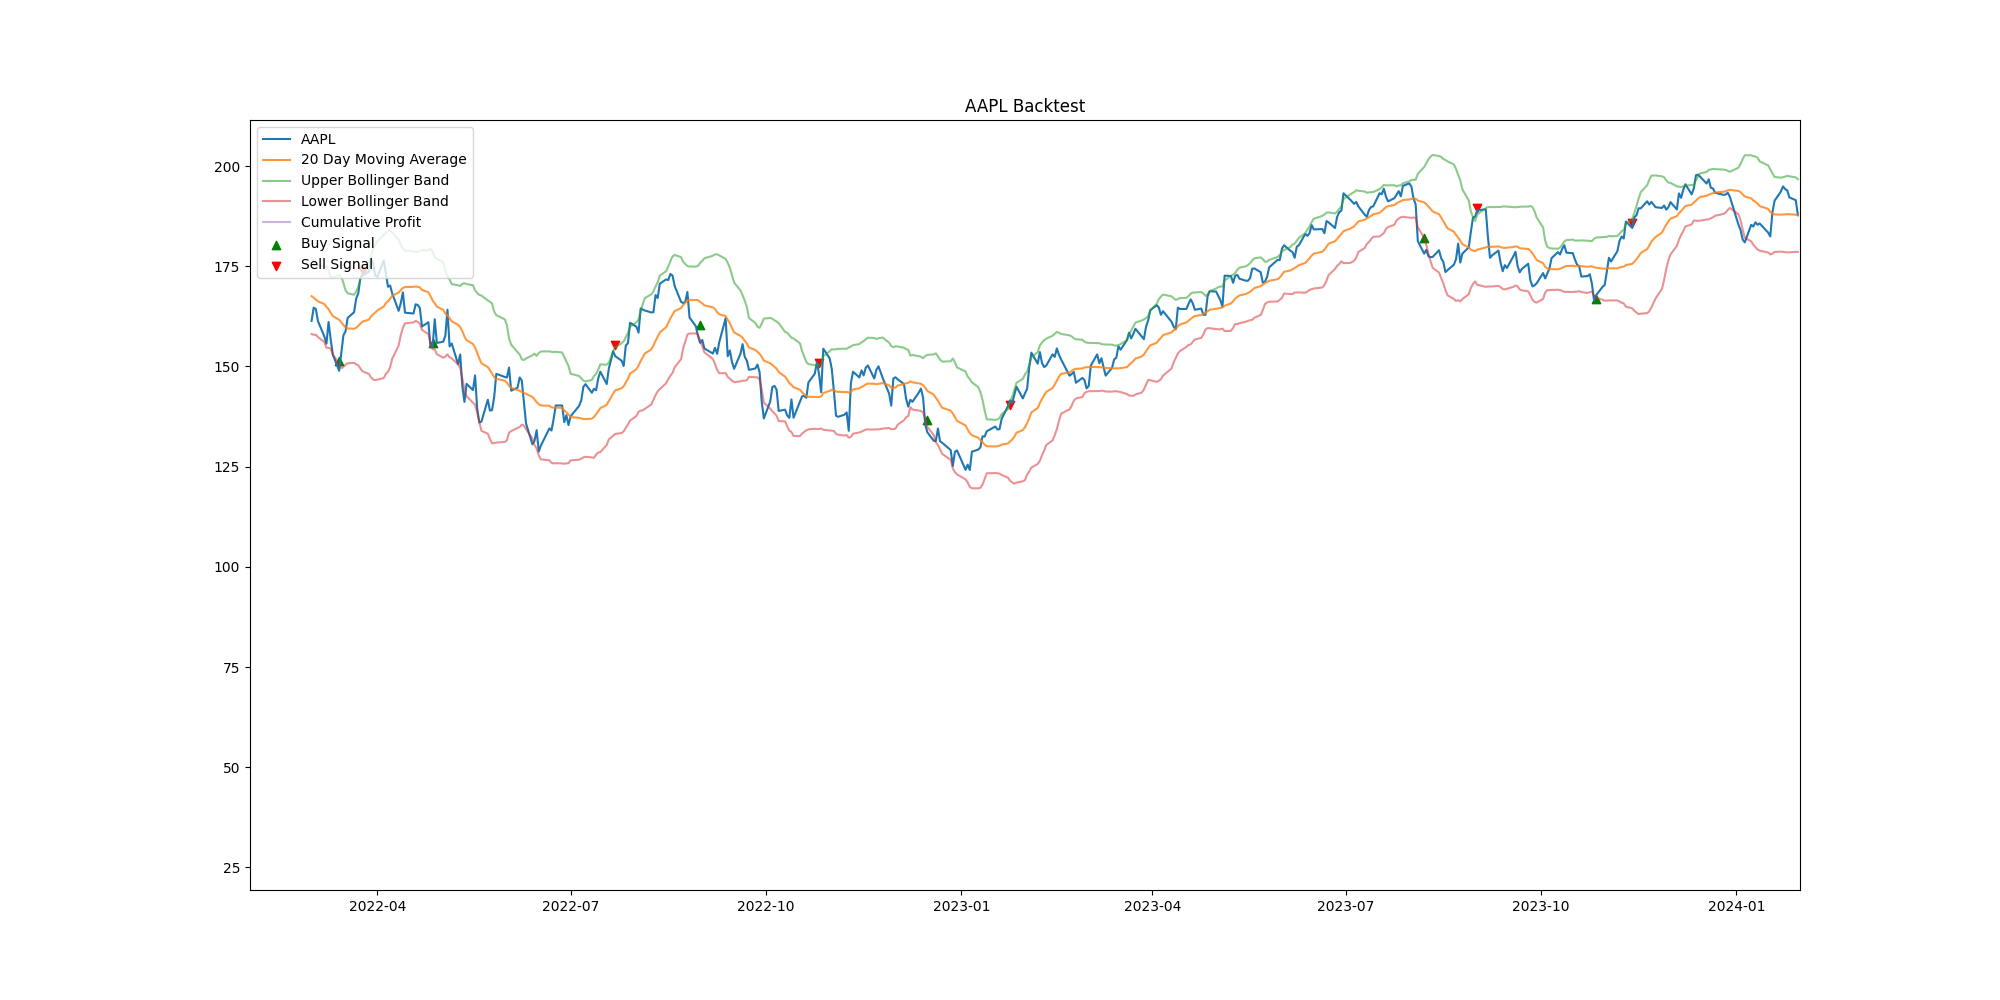 AAPL Backtest
AAPL
20 Day Moving Average
Upper Bollinger Band
Lower Bollinger Band
Cumulative Profit
Buy Signal
Sell Signal
200
175
150
125
100
75
50
25
2022-04 2022-07 2022-10 2023-01 2023-04 2023-07 2023-10 2024-01